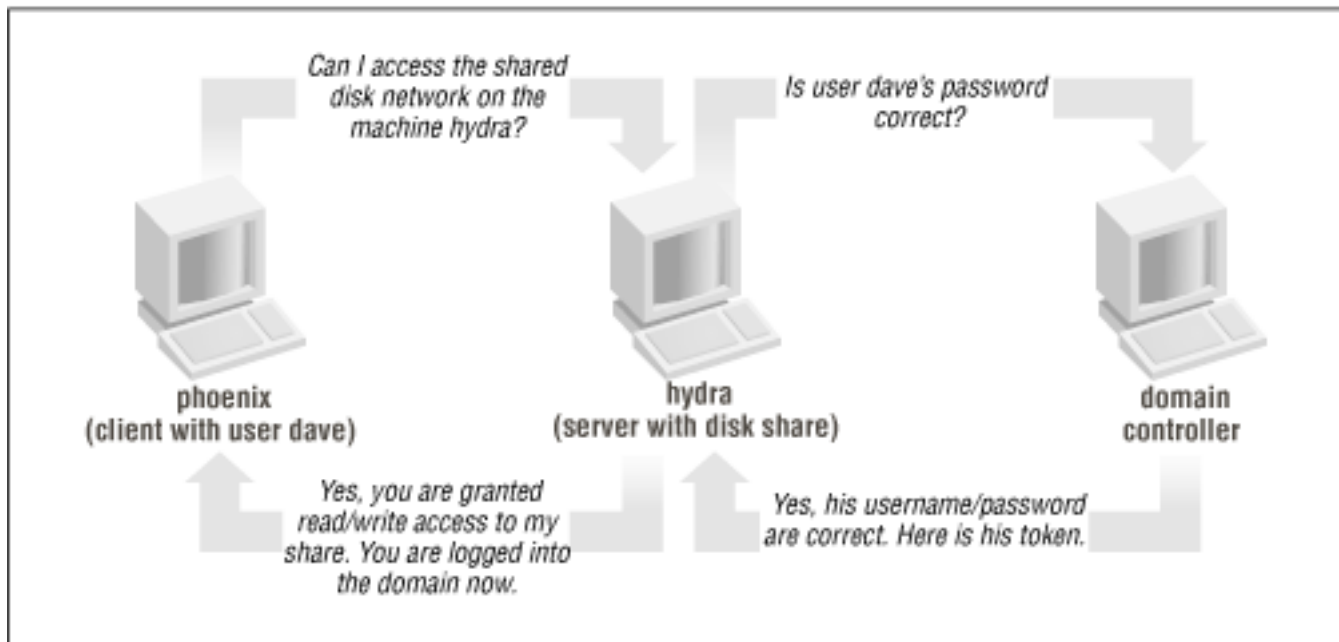 Can I access the shared
disk network on the
machine hydra?
Is user dave's password
correct?
phoenix
(client with user dave)
hydra
(server with disk share)
domain
controller
Yes, you are granted
read/write access to my
share. You are logged into
the domain now.
Yes, his username/password
are correct. Here is his token.